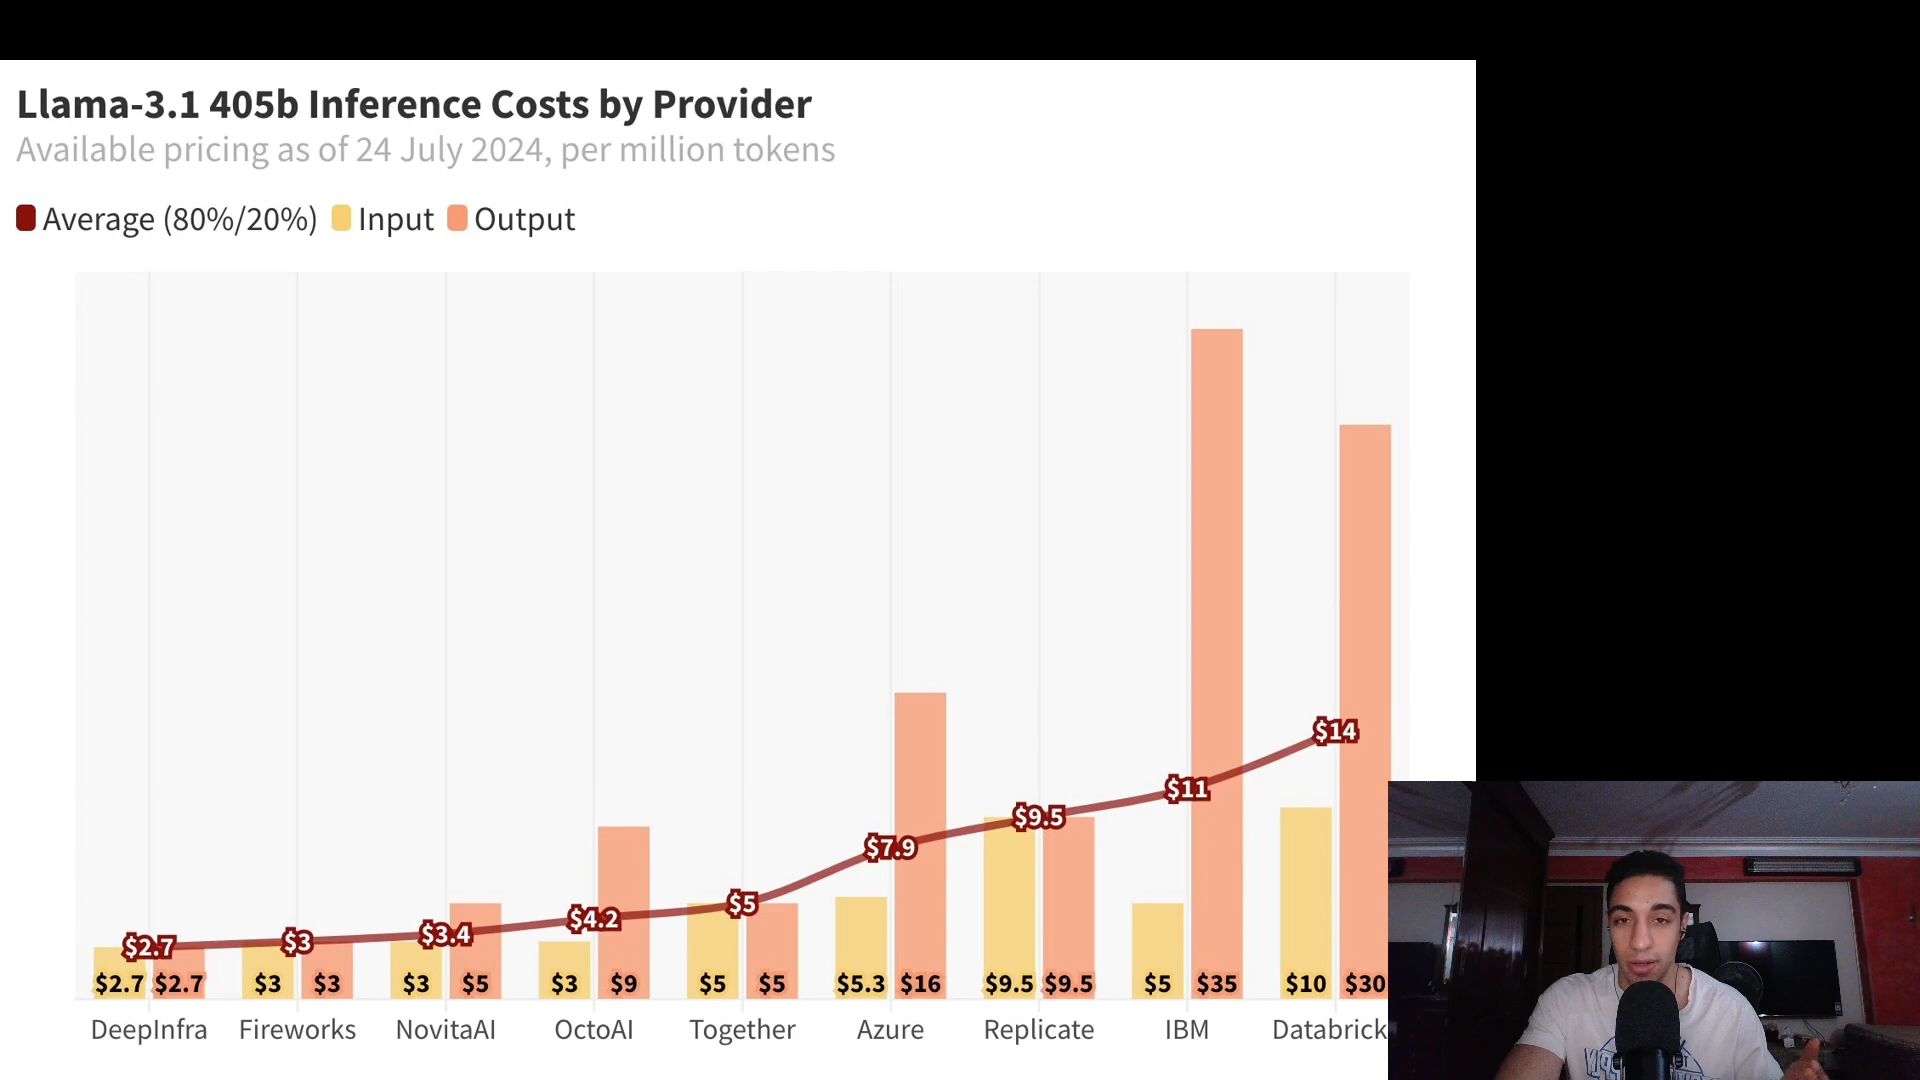 Llama-3.1 405b Inference Costs by Provider
Available pricing as of 24 July 2024, per million tokens
Average (80%/20%) Input Output
$14
$11
$9.5
$7.9
$5
$4.2
$3.4
$3
$2.7
$2.7 $2.7 $3 $3 $3 $5 $3 $9 $5 $5 $5.3 $16 $9.5 $9.5 $5 $35 $10 $30
DeepInfra Fireworks NovitaAI OctoAI Together Azure Replicate IBM Databrick